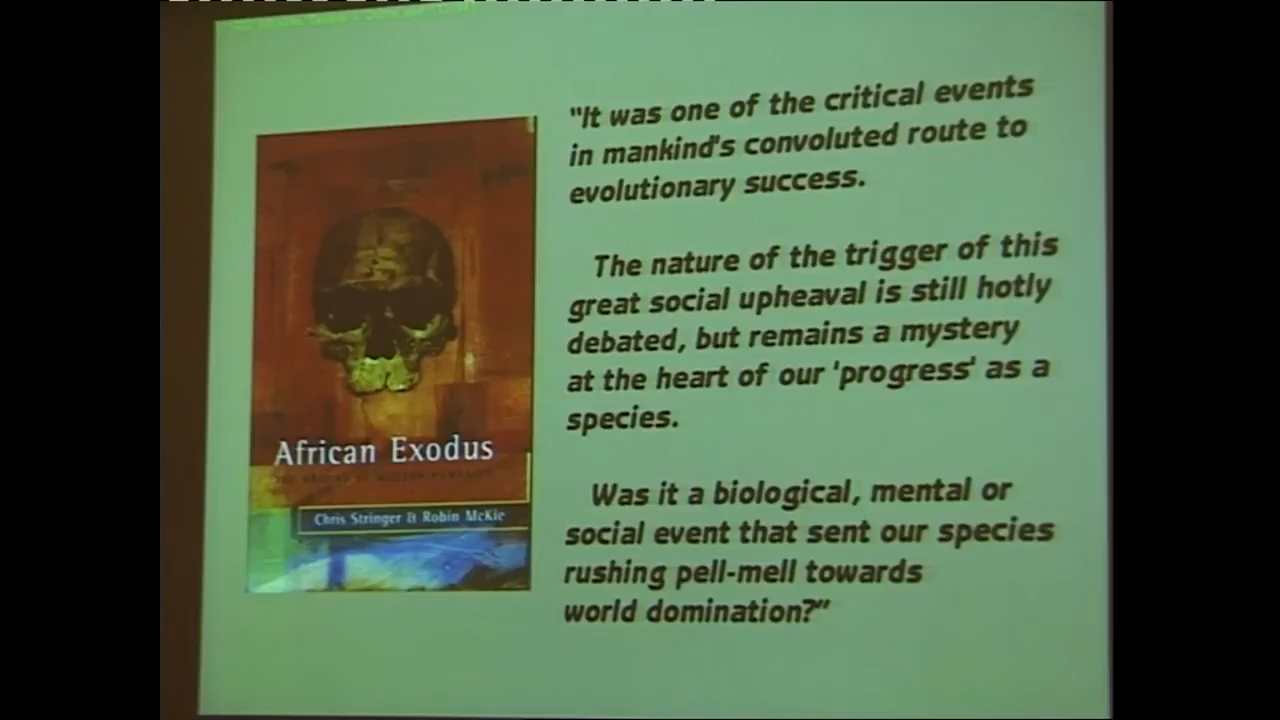 "It was one of the critical events
in mankind's convoluted route to
evolutionary success.
The nature of the trigger of this
great social upheaval is still hotly
debated, but remains a mystery
at the heart of our 'progress' as a
species.
Was it a biological, mental or
social event that sent our species
rushing pell-mell towards
world domination?"
African Exodus
Chris Stringer & Robin McKie